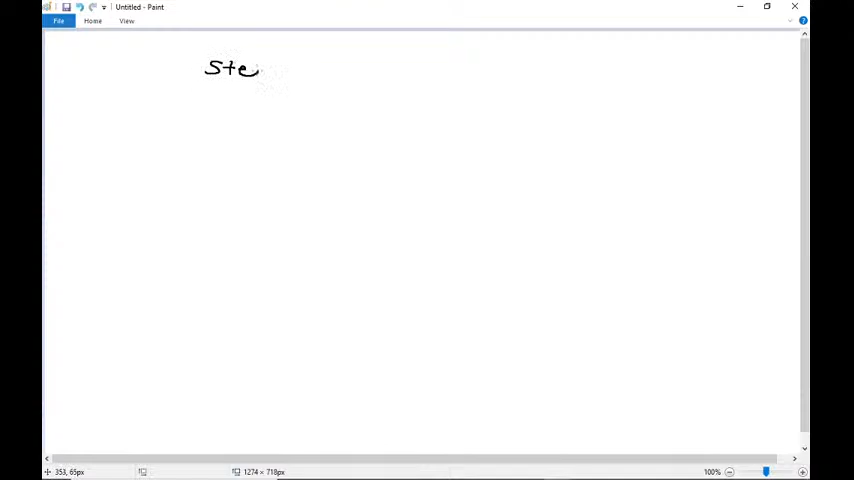 Untitled - Paint
File Home View
Ste
353, 65px 1274 × 718px 100%